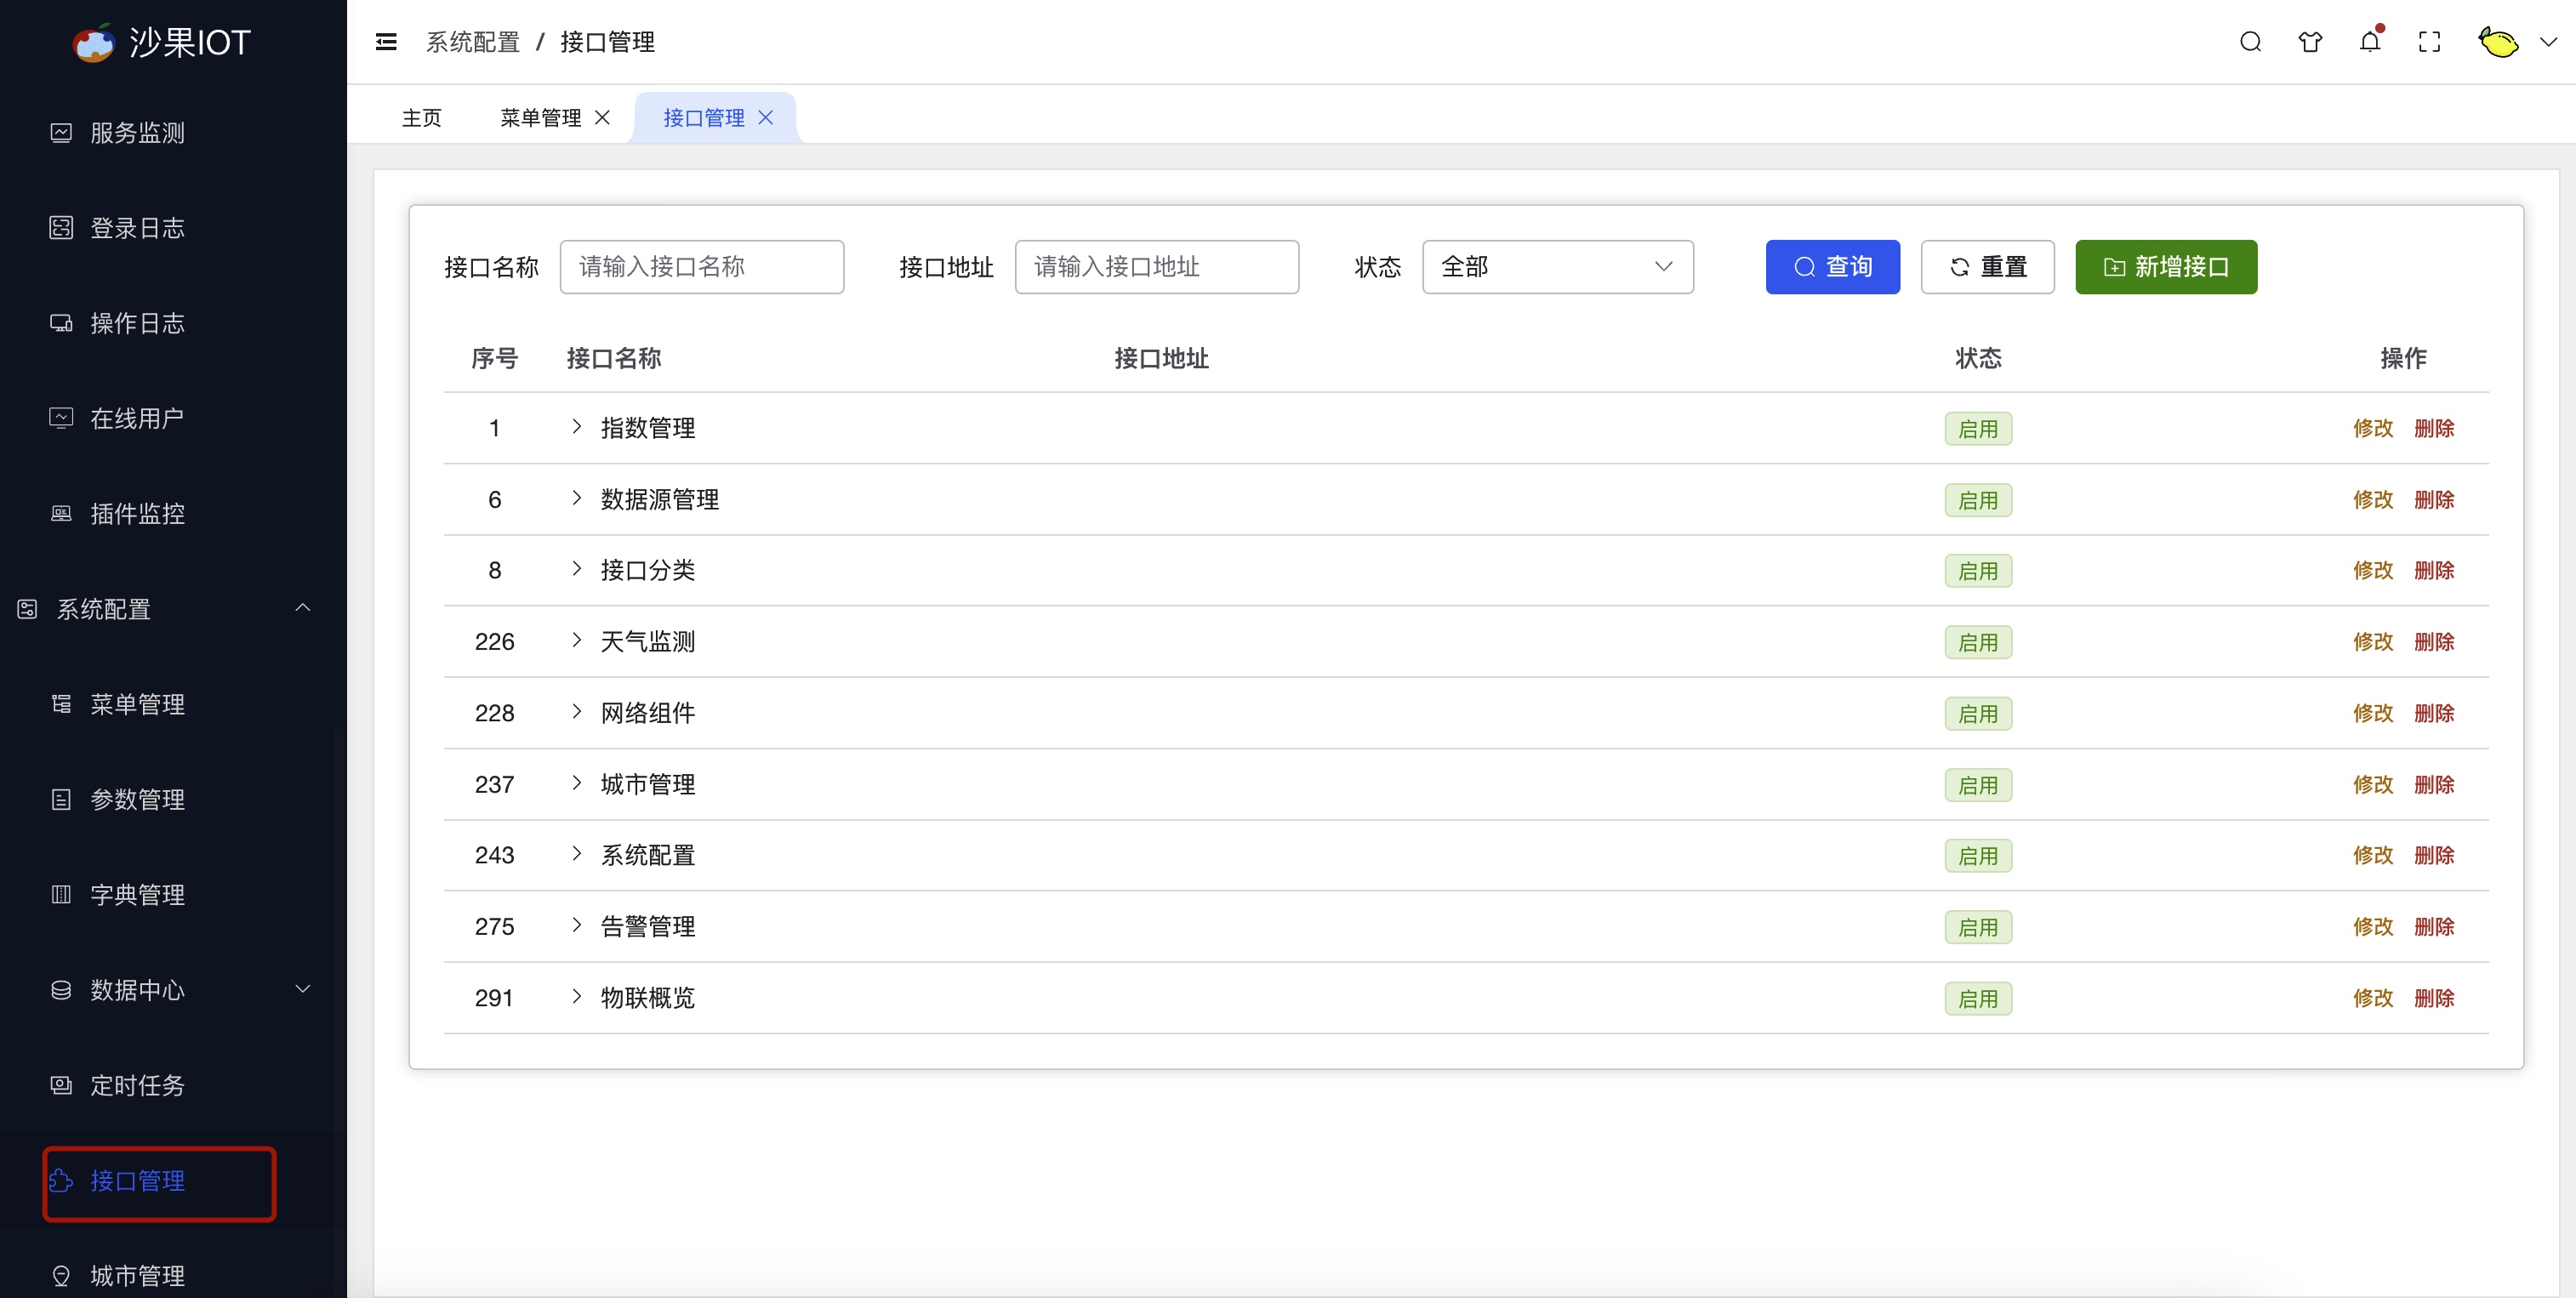 沙果IOT
服务监测
登录日志
操作日志
在线用户
插件监控
系统配置
菜单管理
参数管理
字典管理
数据中心
定时任务
接口管理
城市管理
系统配置 / 接口管理
主页 菜单管理 接口管理
接口名称 请输入接口名称 接口地址 请输入接口地址 状态 全部 查询 重置 新增接口
序号 接口名称 接口地址 状态 操作
1 指数管理 启用 修改 删除
6 数据源管理 启用 修改 删除
8 接口分类 启用 修改 删除
226 天气监测 启用 修改 删除
228 网络组件 启用 修改 删除
237 城市管理 启用 修改 删除
243 系统配置 启用 修改 删除
275 告警管理 启用 修改 删除
291 物联概览 启用 修改 删除